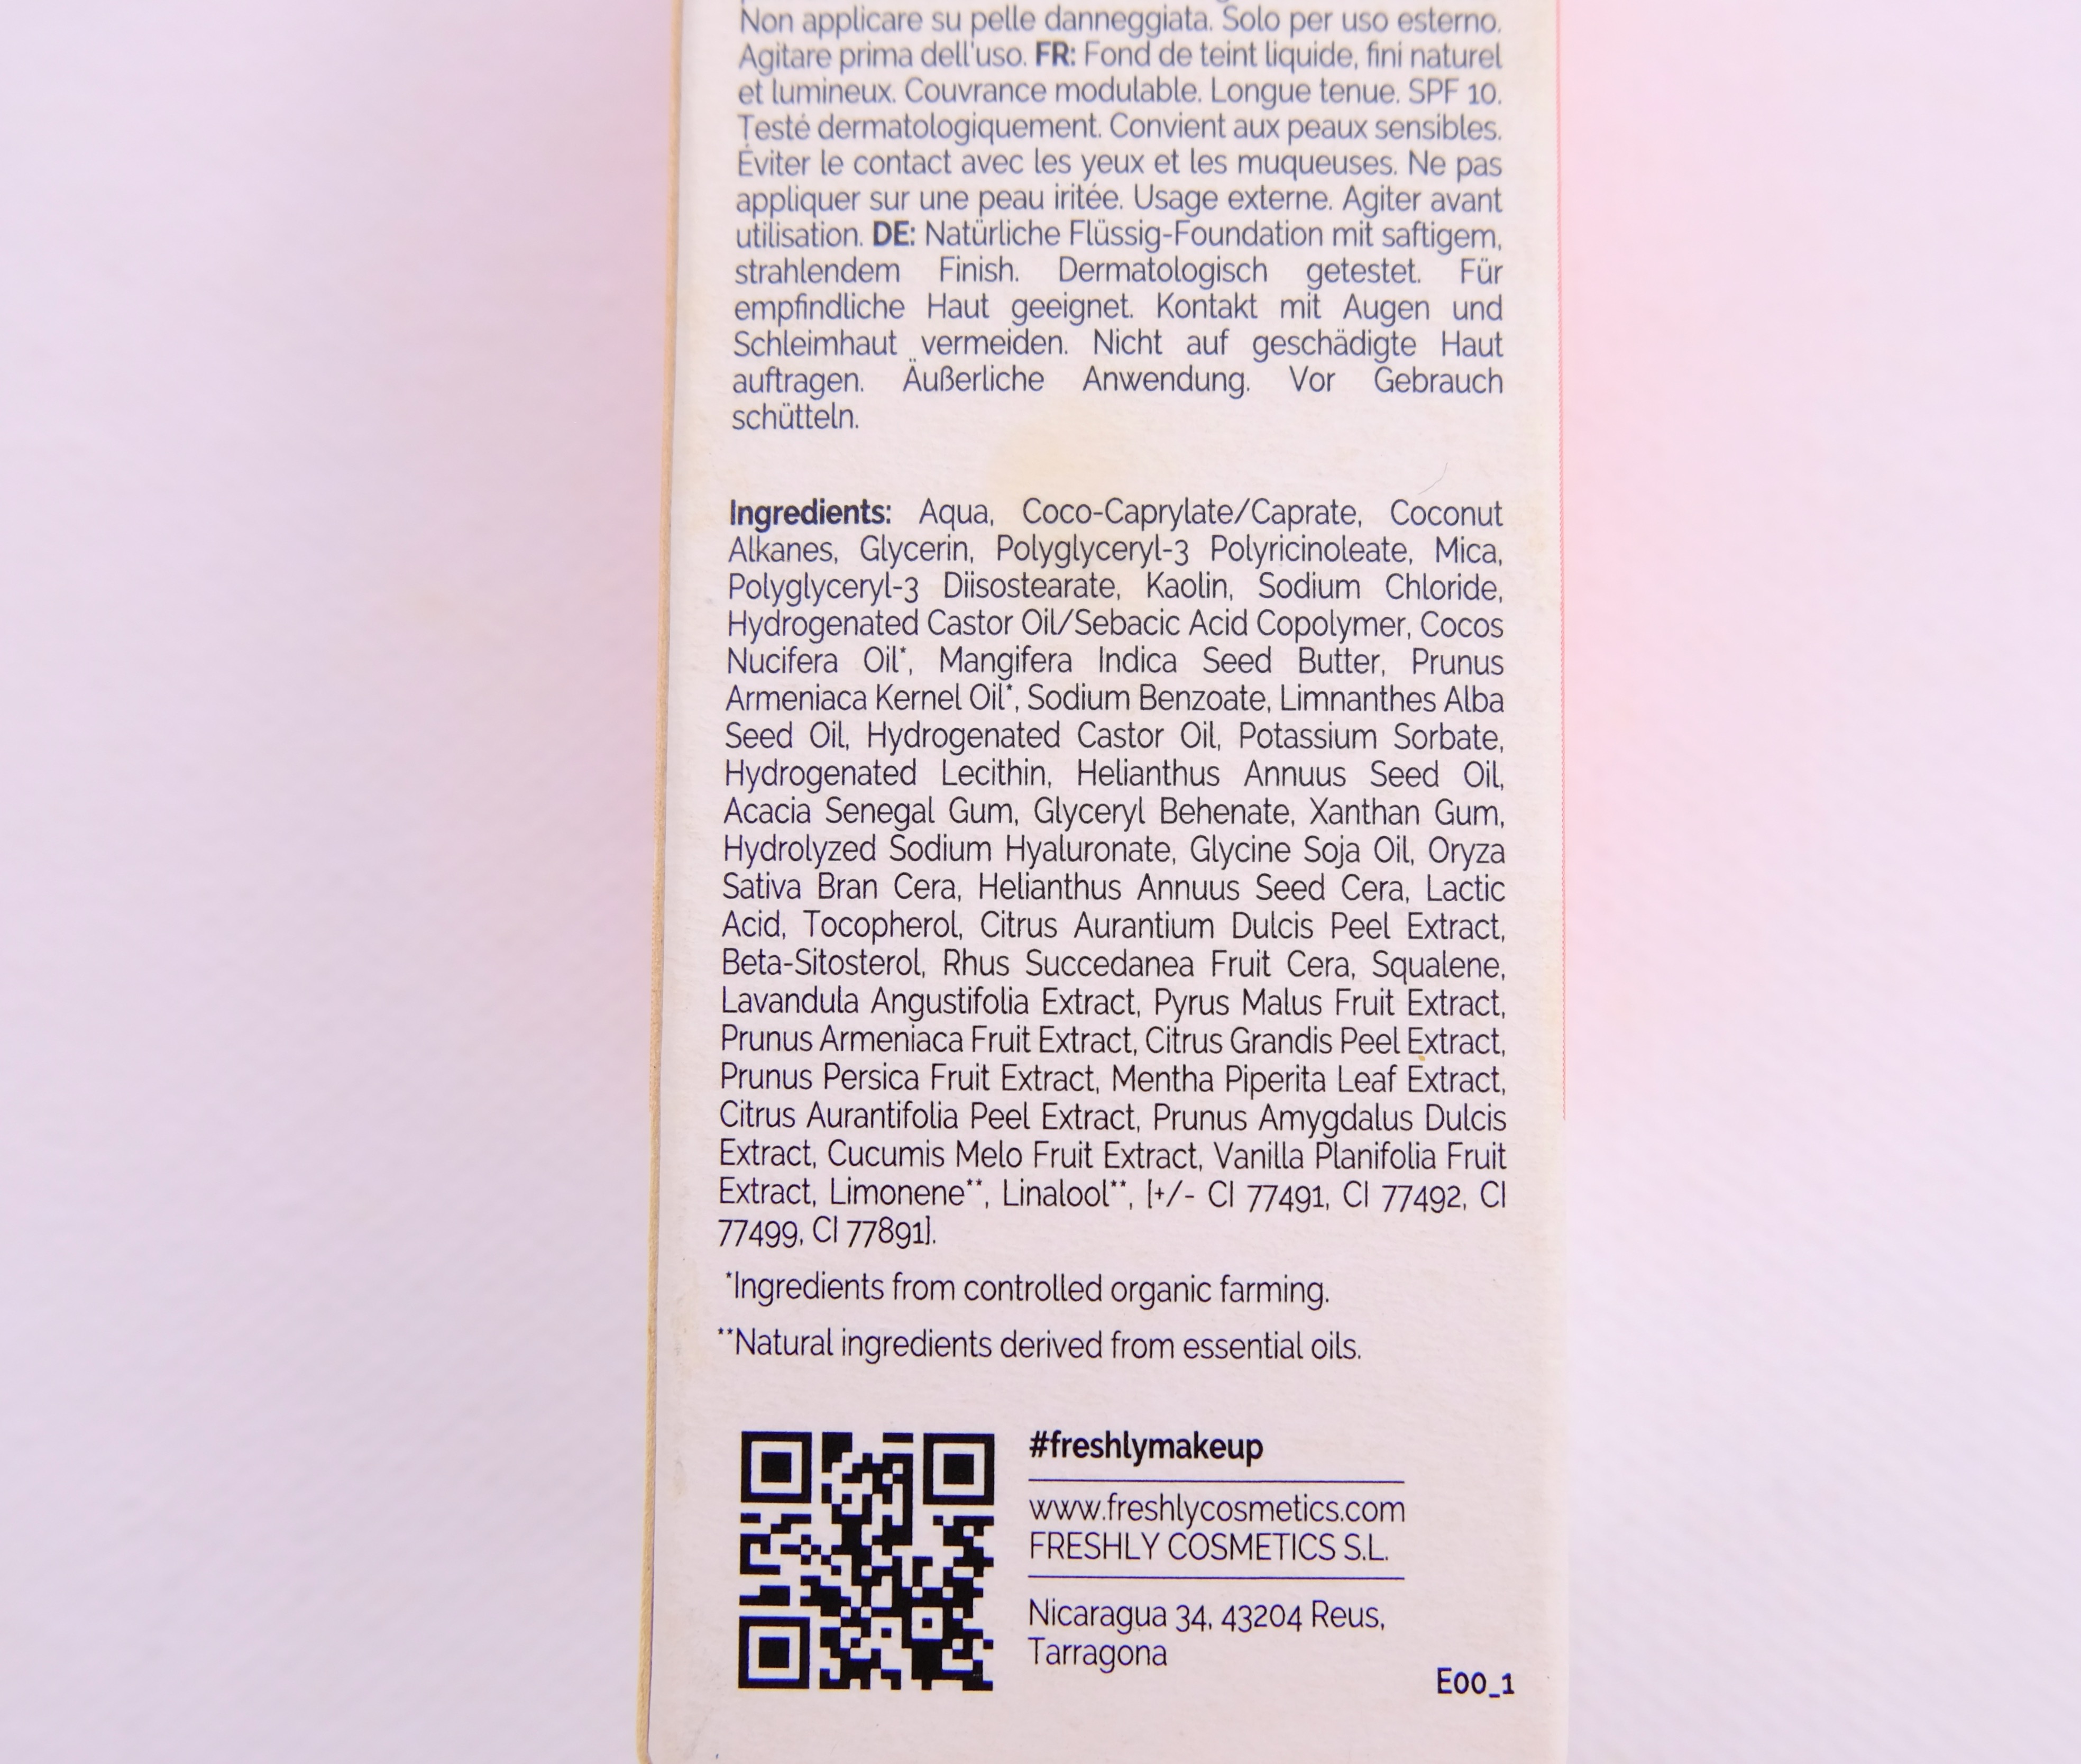 Non applicare su pelle danneggiata. Solo per uso esterno.
Agitare prima dell'uso. FR: Fond de teint liquide, fini naturel
et lumineux. Couvrance modulable. Longue tenue. SPF 10.
Testé dermatologiquement. Convient aux peaux sensibles.
Éviter le contact avec les yeux et les muqueuses. Ne pas
appliquer sur une peau iritée. Usage externe. Agiter avant
utilisation. DE: Natürliche Flüssig-Foundation mit saftigem,
strahlendem Finish. Dermatologisch getestet. Für
empfindliche Haut geeignet. Kontakt mit Augen und
Schleimhaut vermeiden. Nicht auf geschädigte Haut
auftragen. Äußerliche Anwendung. Vor Gebrauch
schütteln.
Ingredients: Aqua, Coco-Caprylate/Caprate, Coconut
Alkanes, Glycerin, Polyglyceryl-3 Polyricinoleate, Mica,
Polyglyceryl-3 Diisostearate, Kaolin, Sodium Chloride,
Hydrogenated Castor Oil/Sebacic Acid Copolymer, Cocos
Nucifera Oil*, Mangifera Indica Seed Butter, Prunus
Armeniaca Kernel Oil*, Sodium Benzoate, Limnanthes Alba
Seed Oil, Hydrogenated Castor Oil, Potassium Sorbate,
Hydrogenated Lecithin, Helianthus Annuus Seed Oil,
Acacia Senegal Gum, Glyceryl Behenate, Xanthan Gum,
Hydrolyzed Sodium Hyaluronate, Glycine Soja Oil, Oryza
Sativa Bran Cera, Helianthus Annuus Seed Cera, Lactic
Acid, Tocopherol, Citrus Aurantium Dulcis Peel Extract,
Beta-Sitosterol, Rhus Succedanea Fruit Cera, Squalene,
Lavandula Angustifolia Extract, Pyrus Malus Fruit Extract,
Prunus Armeniaca Fruit Extract, Citrus Grandis Peel Extract,
Prunus Persica Fruit Extract, Mentha Piperita Leaf Extract,
Citrus Aurantifolia Peel Extract, Prunus Amygdalus Dulcis
Extract, Cucumis Melo Fruit Extract, Vanilla Planifolia Fruit
Extract, Limonene**, Linalool**, [+/- CI 77491, CI 77492, CI
77499, CI 77891].
*Ingredients from controlled organic farming.
**Natural ingredients derived from essential oils.
#freshlymakeup
www.freshlycosmetics.com
FRESHLY COSMETICS S.L.
Nicaragua 34, 43204 Reus,
Tarragona
E00_1